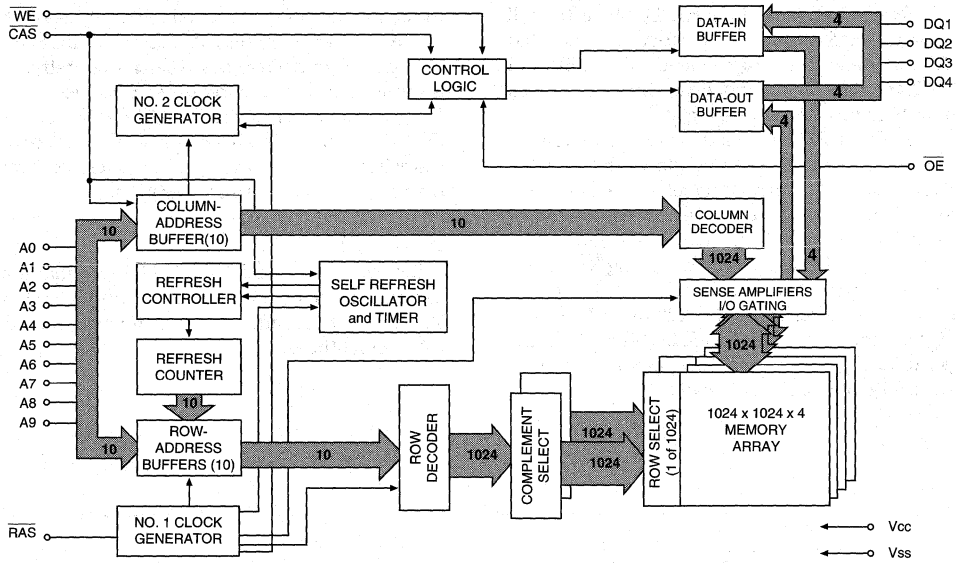 WE
CAS
NO. 2 CLOCK
GENERATOR
CONTROL
LOGIC
DATA-IN
BUFFER
DATA-OUT
BUFFER
4
4
4
DQ1
DQ2
DQ3
DQ4
OE
COLUMN-
ADDRESS
BUFFER(10)
10
10
COLUMN
DECODER
1024
4
A0
A1
A2
A3
A4
A5
A6
A7
A8
A9
REFRESH
CONTROLLER
SELF REFRESH
OSCILLATOR
and TIMER
SENSE AMPLIFIERS
I/O GATING
1024
REFRESH
COUNTER
10
10
ROW-
ADDRESS
BUFFERS (10)
10
ROW
DECODER
1024
COMPLEMENT
SELECT
1024
1024
ROW SELECT
(1 of 1024)
1024 x 1024 x 4
MEMORY
ARRAY
RAS
NO. 1 CLOCK
GENERATOR
Vcc
Vss